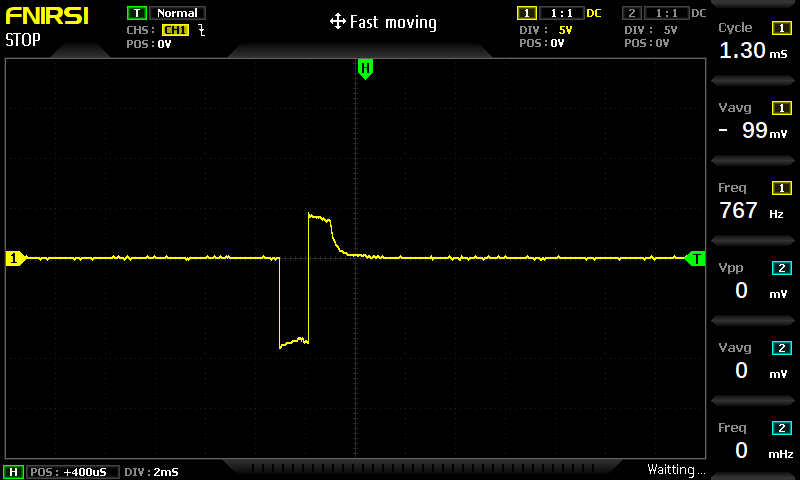 FNIRSI
STOP
T Normal
CHS: CH1
POS: 0V
Fast moving
1 1:1 DC
DIV: 5V
POS: 0V
2 1:1 DC
DIV: 5V
POS: 0V
H
1
T
Cycle 1
1.30 mS
Vavg 1
- 99 mV
Freq 1
767 Hz
Vpp 2
0 mV
Vavg 2
0 mV
Freq 2
0 mHz
H POS: +400uS DIV: 2mS
Waitting...